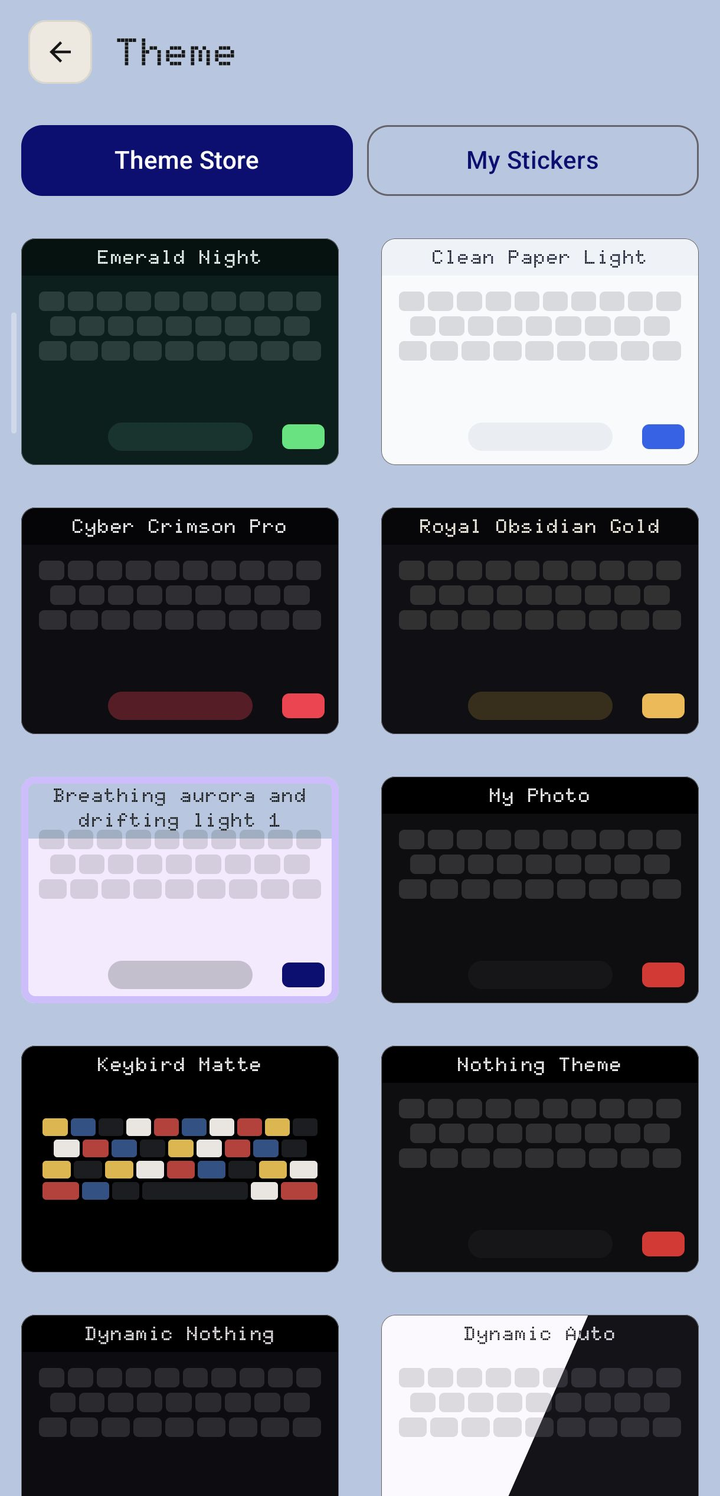 Theme
Theme Store
My Stickers
Emerald Night
Clean Paper Light
Cyber Crimson Pro
Royal Obsidian Gold
Breathing aurora and
drifting light 1
My Photo
Keybird Matte
Nothing Theme
Dynamic Nothing
Dynamic Auto